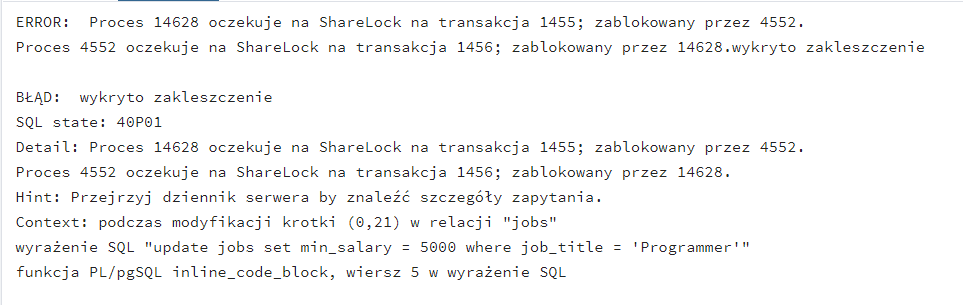 ERROR:  Proces 14628 oczekuje na ShareLock na transakcja 1455; zablokowany przez 4552.
Proces 4552 oczekuje na ShareLock na transakcja 1456; zablokowany przez 14628.wykryto zakleszczenie
BŁĄD:  wykryto zakleszczenie
SQL state: 40P01
Detail: Proces 14628 oczekuje na ShareLock na transakcja 1455; zablokowany przez 4552.
Proces 4552 oczekuje na ShareLock na transakcja 1456; zablokowany przez 14628.
Hint: Przejrzyj dziennik serwera by znaleźć szczegóły zapytania.
Context: podczas modyfikacji krotki (0,21) w relacji "jobs"
wyrażenie SQL "update jobs set min_salary = 5000 where job_title = 'Programmer'"
funkcja PL/pgSQL inline_code_block, wiersz 5 w wyrażenie SQL